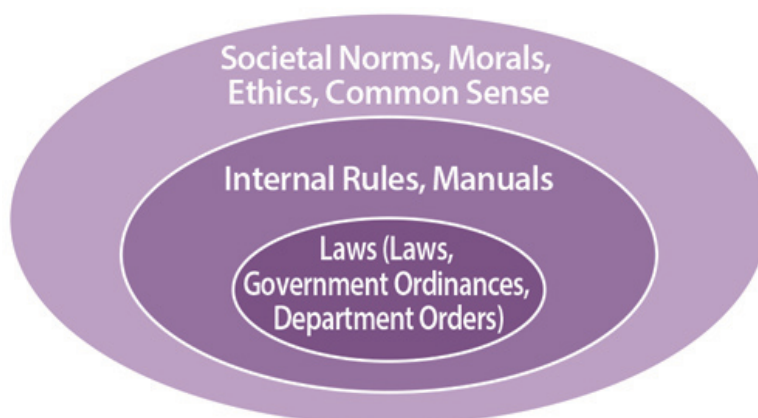 Societal Norms, Morals,
Ethics, Common Sense
Internal Rules, Manuals
Laws (Laws,
Government Ordinances,
Department Orders)